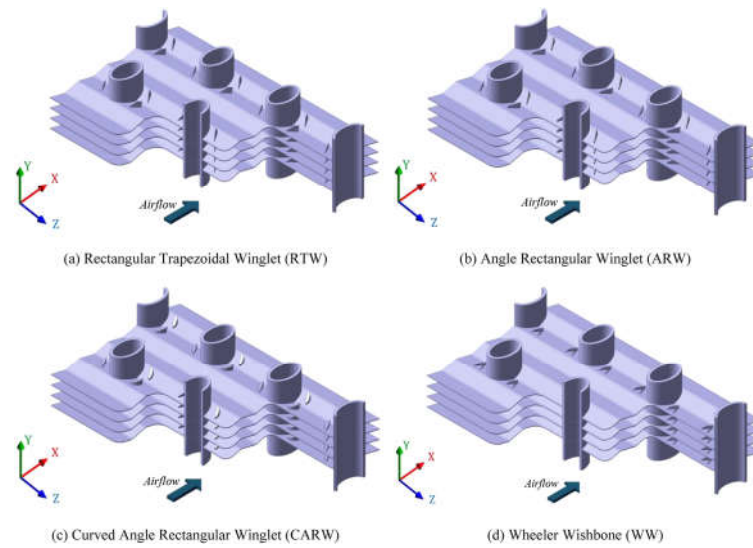 Y
X
Z
Airflow
(a) Rectangular Trapezoidal Winglet (RTW)
Y
X
Z
Airflow
(b) Angle Rectangular Winglet (ARW)
Y
X
Z
Airflow
(c) Curved Angle Rectangular Winglet (CARW)
Y
X
Z
Airflow
(d) Wheeler Wishbone (WW)